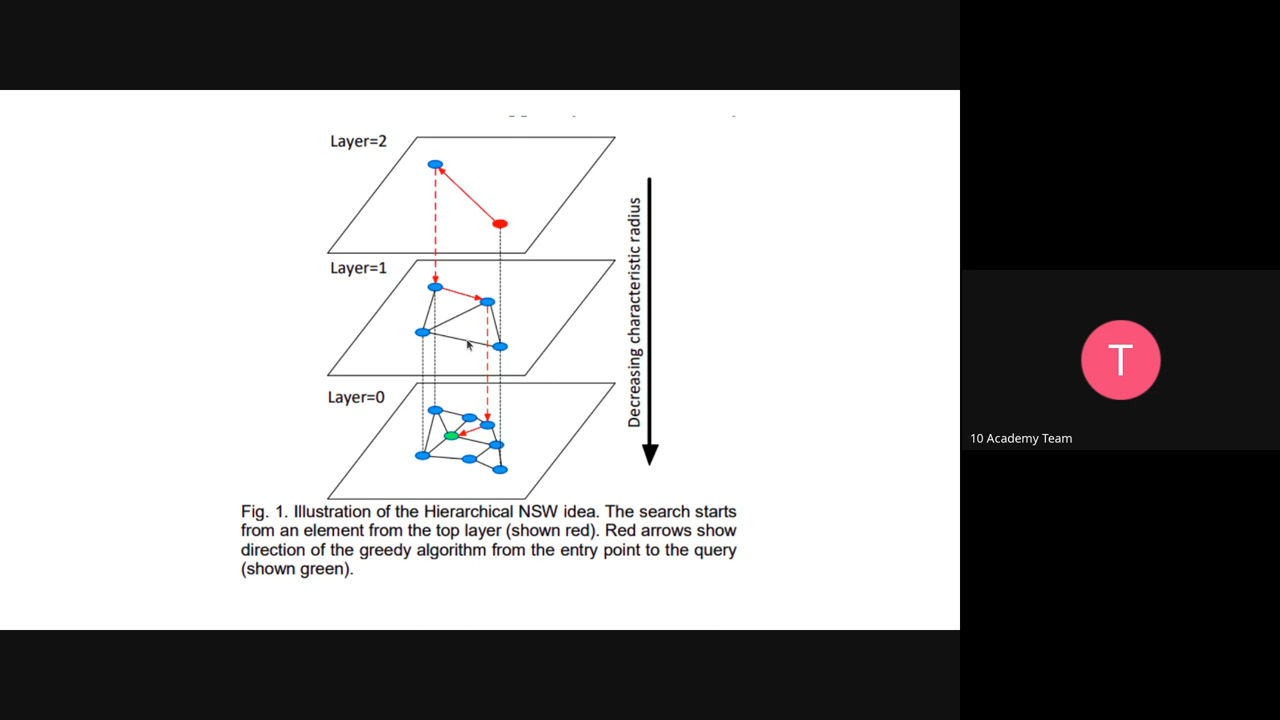 Layer=2
Layer=1
Layer=0
Decreasing characteristic radius
Fig. 1. Illustration of the Hierarchical NSW idea. The search starts
from an element from the top layer (shown red). Red arrows show
direction of the greedy algorithm from the entry point to the query
(shown green).
T
10 Academy Team